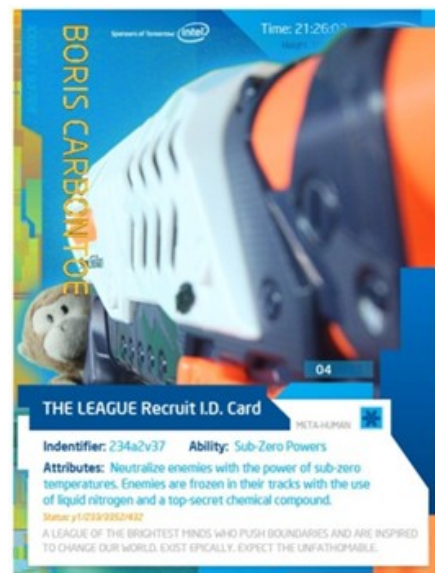 Sponsors of Tomorrow. (intel)
Time: 21:26:02
BORIS CARBONTOE
04
THE LEAGUE Recruit I.D. Card
META-HUMAN
Indentifier: 234a2v37 Ability: Sub-Zero Powers
Attributes: Neutralize enemies with the power of sub-zero
temperatures. Enemies are frozen in their tracks with the use
of liquid nitrogen and a top-secret chemical compound.
A LEAGUE OF THE BRIGHTEST MINDS WHO PUSH BOUNDARIES AND ARE INSPIRED
TO CHANGE OUR WORLD. EXIST EPICALLY. EXPECT THE UNFATHOMABLE.